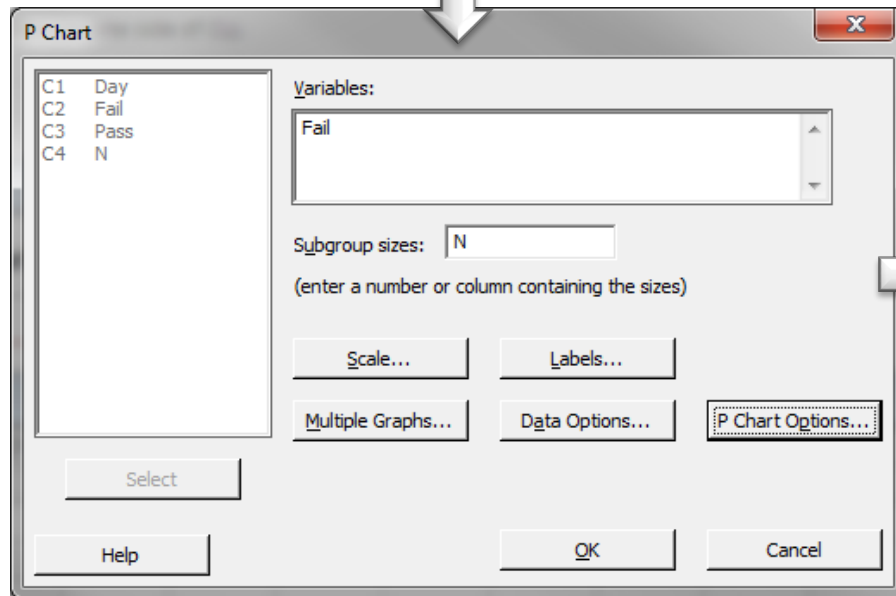 P Chart
C1 Day
C2 Fail
C3 Pass
C4 N
Variables:
Fail
Subgroup sizes: N
(enter a number or column containing the sizes)
Scale... Labels...
Multiple Graphs... Data Options... P Chart Options...
Select
Help OK Cancel